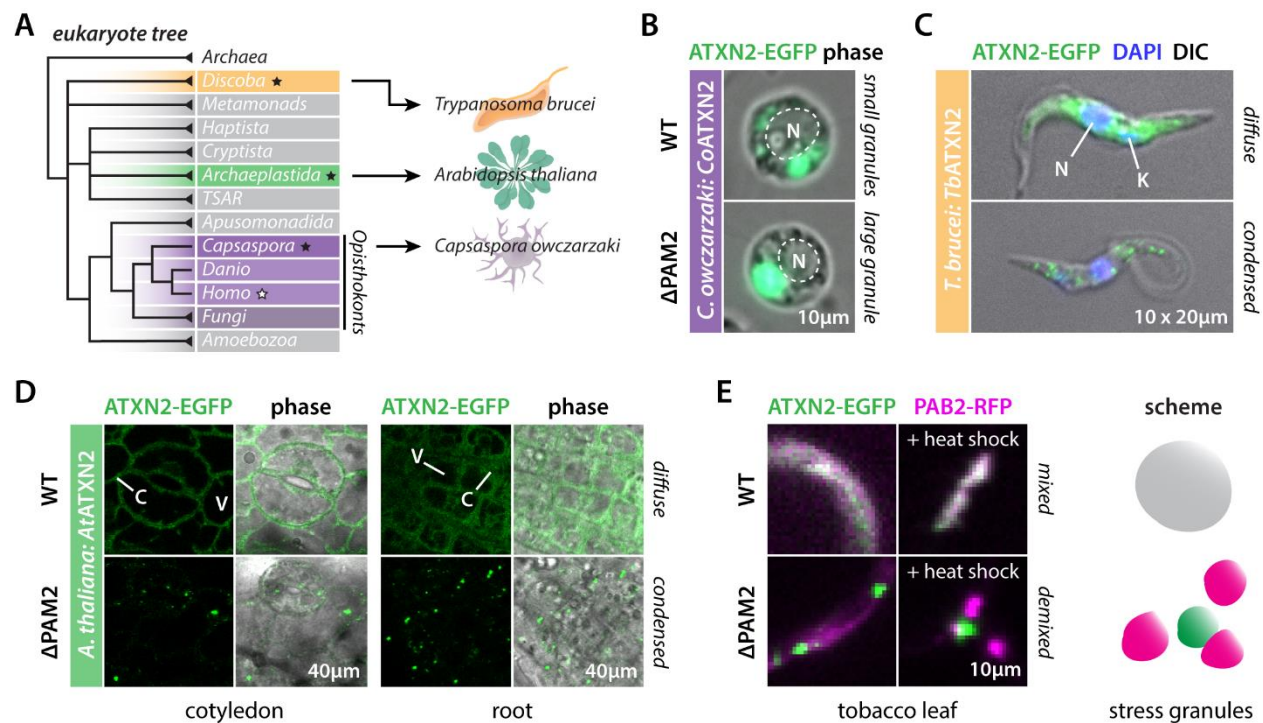 A
eukaryote tree
Archaea
Discoba ★
Metamonads
Haptista
Cryptista
Archaeplastida ★
TSAR
Apusomonadida
Capsaspora ★
Danio
Homo ☆
Fungi
Amoebozoa
Opisthokonts
Trypanosoma brucei
Arabidopsis thaliana
Capsaspora owczarzaki
B
ATXN2-EGFP phase
C. owczarzaki: CoATXN2
WT
N
small granules
ΔPAM2
N
10μm
large granule
C
ATXN2-EGFP DAPI DIC
T. brucei: TbATXN2
N
K
diffuse
10 x 20μm
condensed
D
ATXN2-EGFP phase ATXN2-EGFP phase
A. thaliana: AtATXN2
WT
C
V
V
C
diffuse
ΔPAM2
40μm
40μm
condensed
cotyledon
root
E
ATXN2-EGFP PAB2-RFP
scheme
WT
+ heat shock
mixed
ΔPAM2
+ heat shock
10μm
demixed
tobacco leaf
stress granules